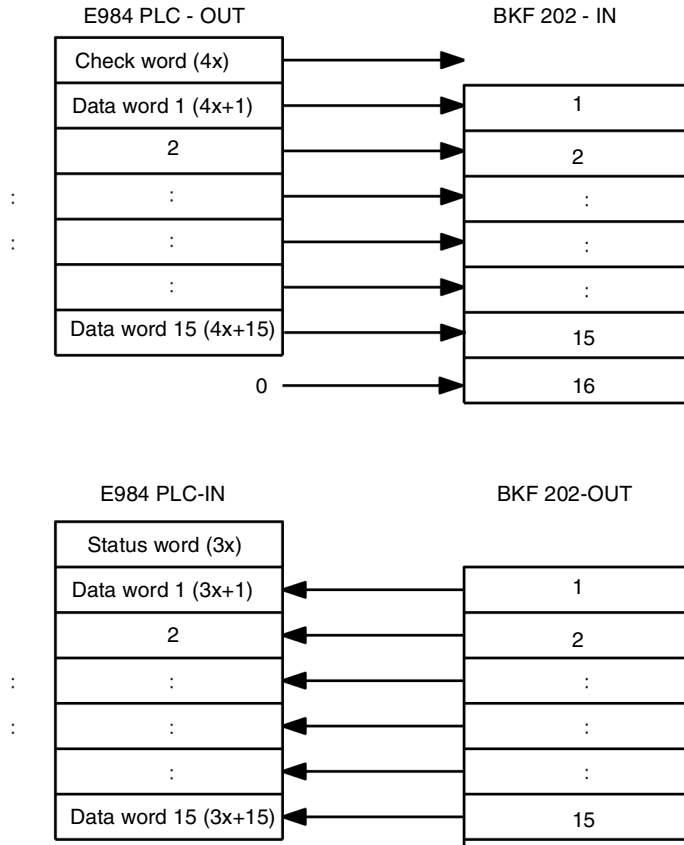 E984 PLC - OUT BKF 202 - IN
Check word (4x)
Data word 1 (4x+1) 1
2 2
: : :
: : :
: :
Data word 15 (4x+15) 15
0 16
E984 PLC-IN BKF 202-OUT
Status word (3x)
Data word 1 (3x+1) 1
2 2
: : :
: : :
: :
Data word 15 (3x+15) 15